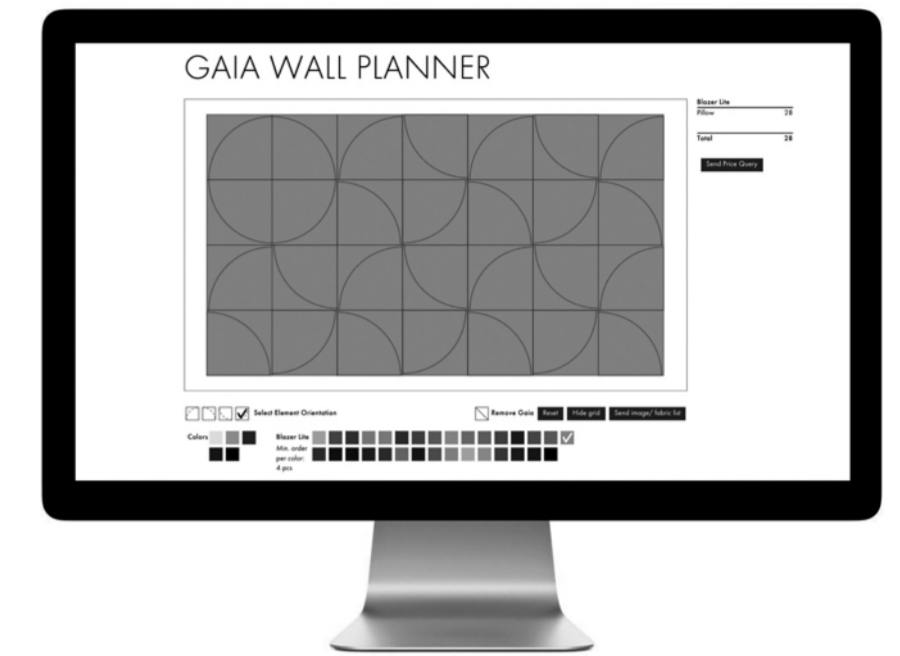 GAIA WALL PLANNER
Blazer Lite
Pillow 28
Total 28
Send Price Query
Select Element Orientation
Remove Gaia
Reset
Hide grid
Send image/ fabric list
Colors
Blazer Lite
Min. order
per color:
4 pcs